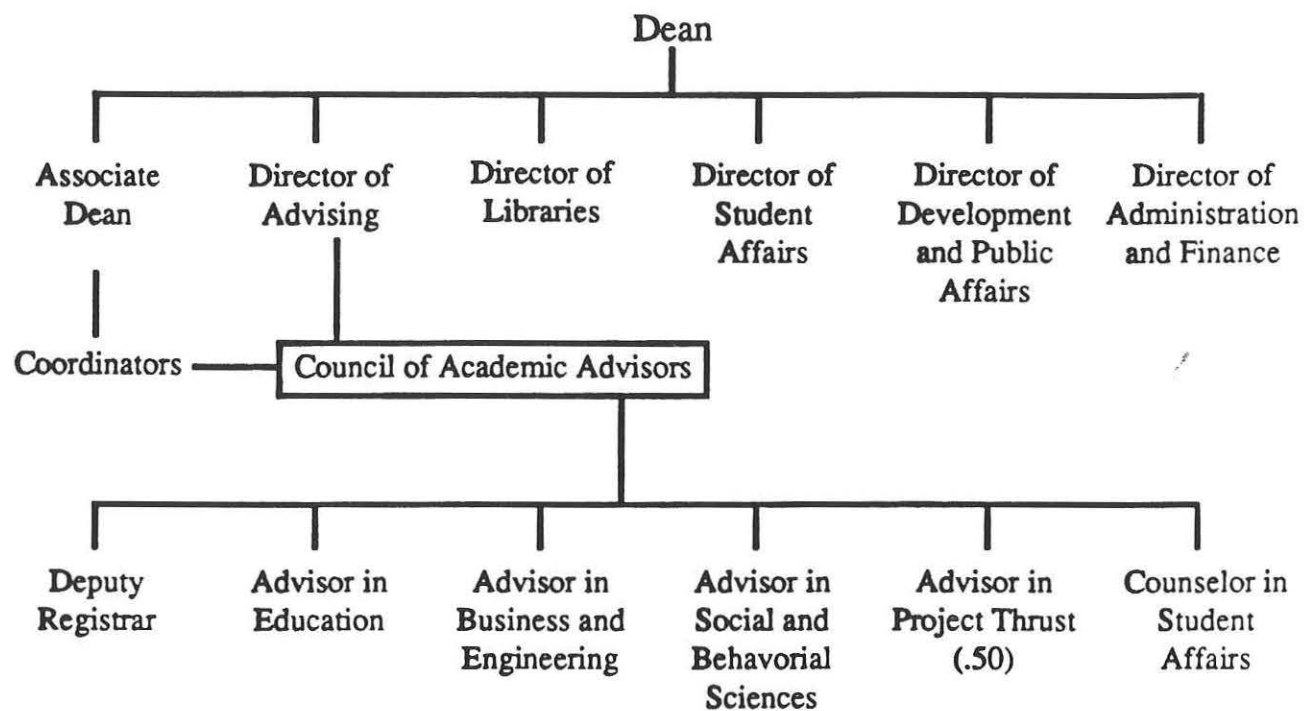 Dean
Associate
Dean
Director of
Advising
Director of
Libraries
Director of
Student
Affairs
Director of
Development
and Public
Affairs
Director of
Administration
and Finance
Coordinators
Council of Academic Advisors
Deputy
Registrar
Advisor in
Education
Advisor in
Business and
Engineering
Advisor in
Social and
Behavorial
Sciences
Advisor in
Project Thrust
(.50)
Counselor in
Student
Affairs